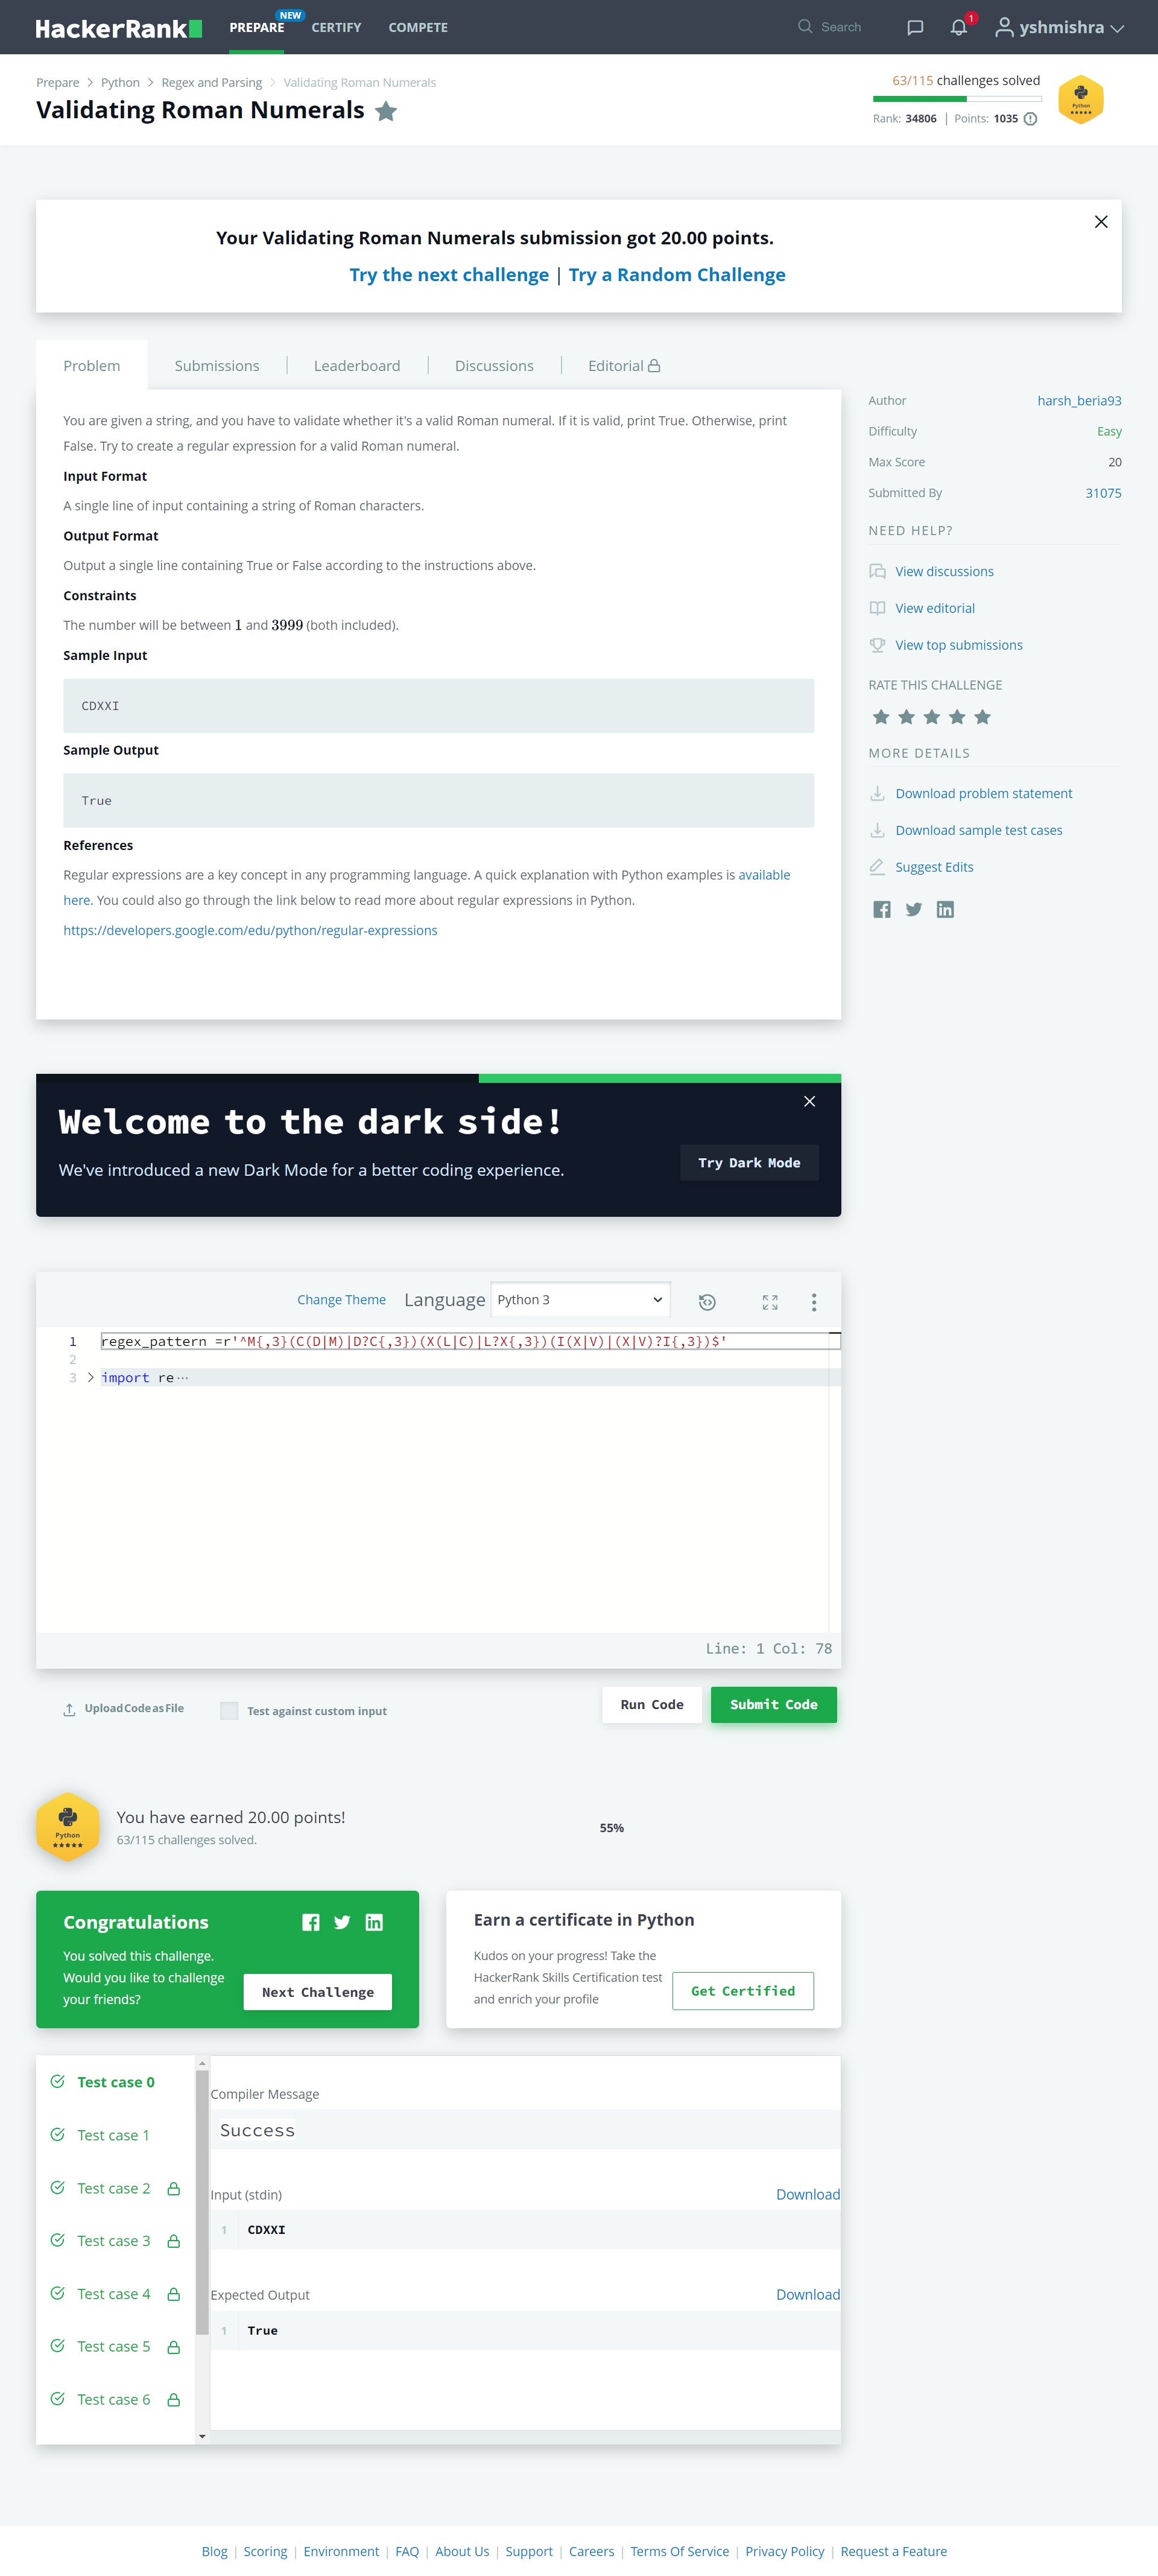 HackerRank
PREPARE
NEW
CERTIFY
COMPETE
Search
1
yshmishra
Prepare > Python > Regex and Parsing > Validating Roman Numerals
Validating Roman Numerals
63/115 challenges solved
Rank: 34806 | Points: 1035
Python
Your Validating Roman Numerals submission got 20.00 points.
Try the next challenge | Try a Random Challenge
Problem
Submissions
Leaderboard
Discussions
Editorial
You are given a string, and you have to validate whether it's a valid Roman numeral. If it is valid, print True. Otherwise, print
False. Try to create a regular expression for a valid Roman numeral.
Input Format
A single line of input containing a string of Roman characters.
Output Format
Output a single line containing True or False according to the instructions above.
Constraints
The number will be between 1 and 3999 (both included).
Sample Input
CDXXI
Sample Output
True
References
Regular expressions are a key concept in any programming language. A quick explanation with Python examples is available
here. You could also go through the link below to read more about regular expressions in Python.
https://developers.google.com/edu/python/regular-expressions
Author harsh_beria93
Difficulty Easy
Max Score 20
Submitted By 31075
NEED HELP?
View discussions
View editorial
View top submissions
RATE THIS CHALLENGE
MORE DETAILS
Download problem statement
Download sample test cases
Suggest Edits
Welcome to the dark side!
We've introduced a new Dark Mode for a better coding experience.
Try Dark Mode
Change Theme
Language
Python 3
1 regex_pattern =r'^M{,3}(C(D|M)|D?C{,3})(X(L|C)|L?X{,3})(I(X|V)|(X|V)?I{,3})$'
2
3 > import re ···
Line: 1 Col: 78
Upload Code as File
Test against custom input
Run Code
Submit Code
Python
You have earned 20.00 points!
63/115 challenges solved.
55%
Congratulations
You solved this challenge.
Would you like to challenge
your friends?
Next Challenge
Earn a certificate in Python
Kudos on your progress! Take the
HackerRank Skills Certification test
and enrich your profile
Get Certified
Test case 0
Test case 1
Test case 2
Test case 3
Test case 4
Test case 5
Test case 6
Compiler Message
Success
Input (stdin)
Download
1 CDXXI
Expected Output
Download
1 True
Blog | Scoring | Environment | FAQ | About Us | Support | Careers | Terms Of Service | Privacy Policy | Request a Feature